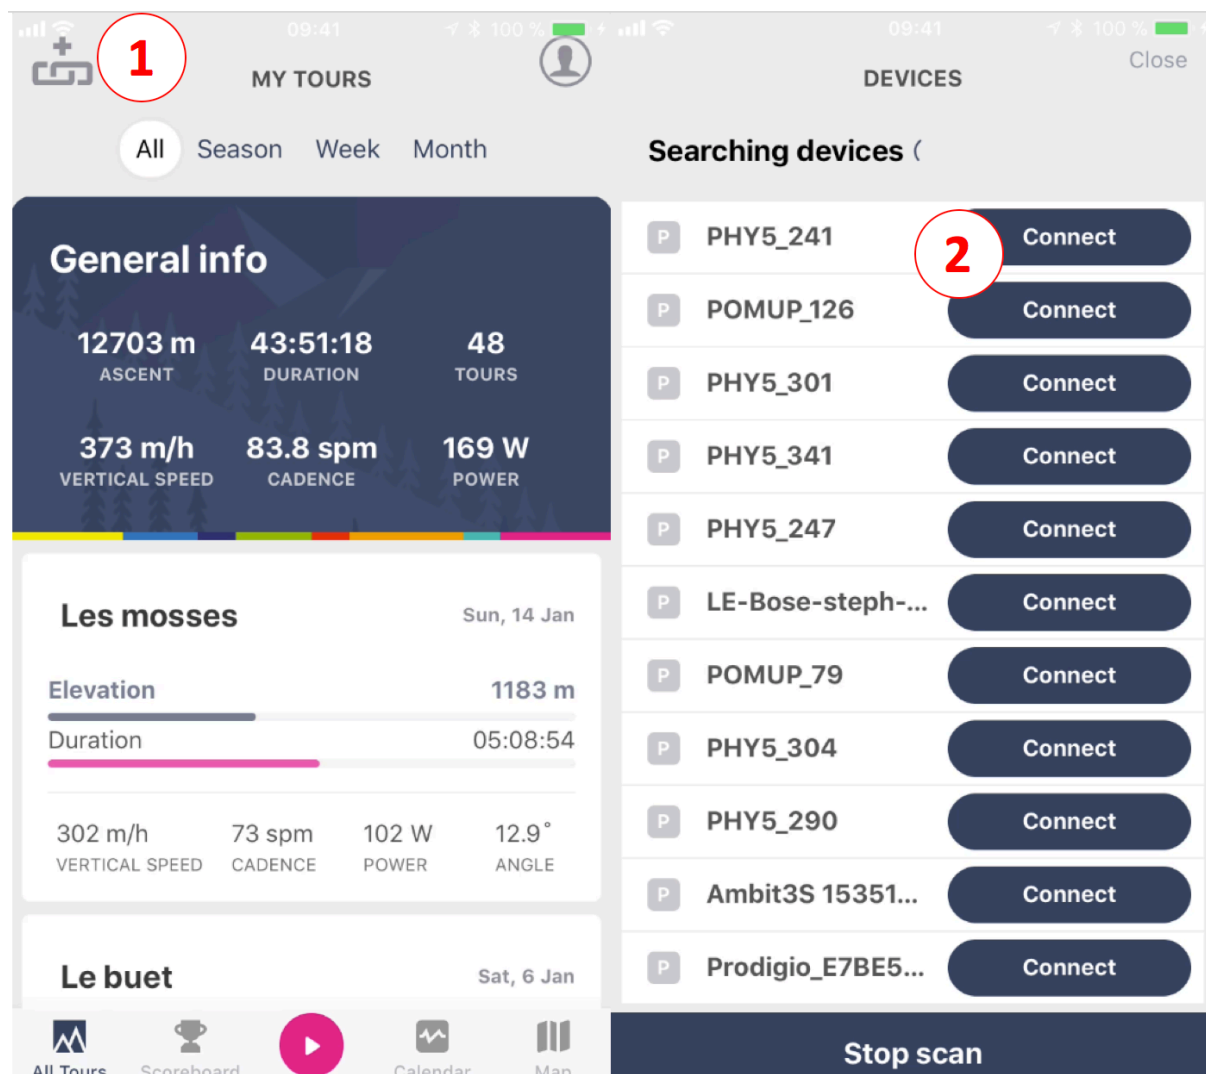 09:41
100 %
1
MY TOURS
All Season Week Month
General info
12703 m 43:51:18 48
ASCENT DURATION TOURS
373 m/h 83.8 spm 169 W
VERTICAL SPEED CADENCE POWER
Les mosses Sun, 14 Jan
Elevation 1183 m
Duration 05:08:54
302 m/h 73 spm 102 W 12.9°
VERTICAL SPEED CADENCE POWER ANGLE
Le buet Sat, 6 Jan
All Tours Scoreboard Calendar Map
09:41
100 %
Close
DEVICES
Searching devices
2
P PHY5_241 Connect
P POMUP_126 Connect
P PHY5_301 Connect
P PHY5_341 Connect
P PHY5_247 Connect
P LE-Bose-steph-... Connect
P POMUP_79 Connect
P PHY5_304 Connect
P PHY5_290 Connect
P Ambit3S 15351... Connect
P Prodigio_E7BE5... Connect
Stop scan